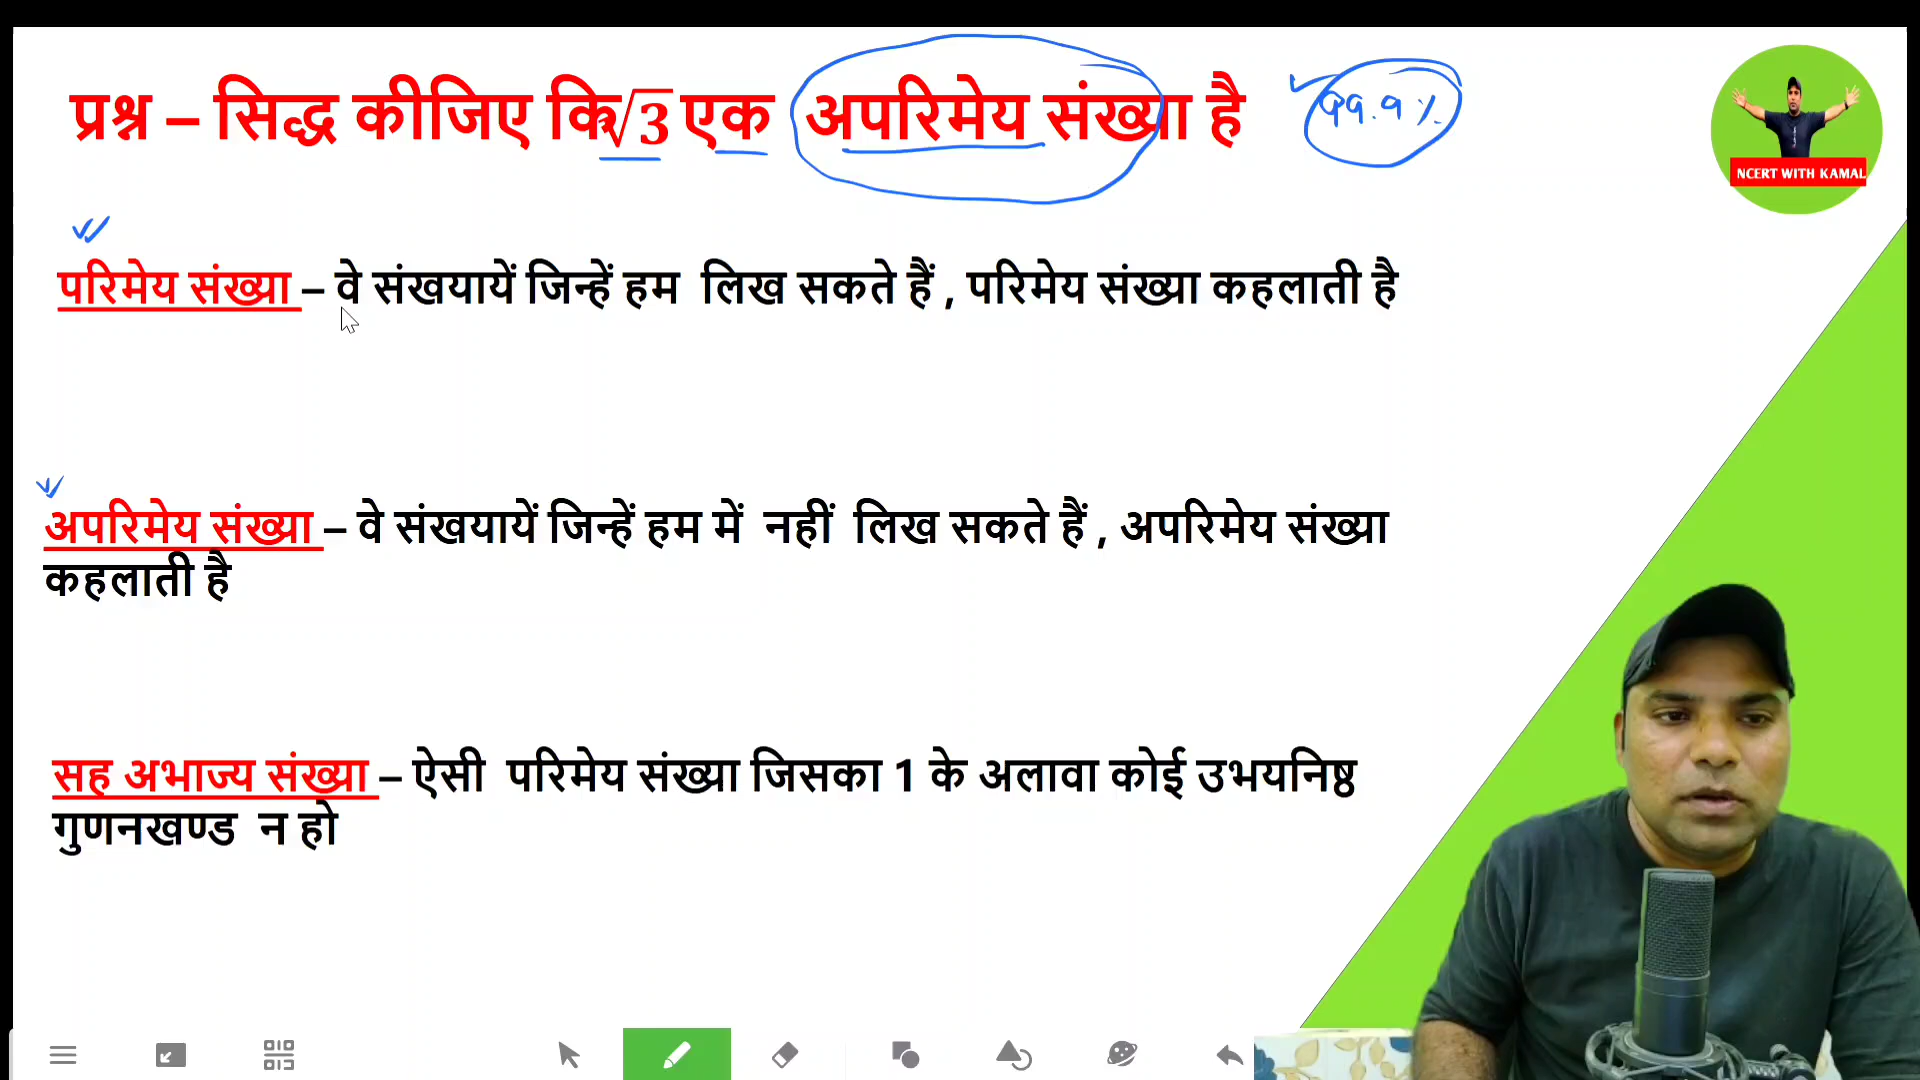 प्रश्न – सिद्ध कीजिए कि √3 एक अपरिमेय संख्या है
99.9 %
NCERT WITH KAMAL
परिमेय संख्या – वे संखयायें जिन्हें हम लिख सकते हैं , परिमेय संख्या कहलाती है
अपरिमेय संख्या – वे संखयायें जिन्हें हम में नहीं लिख सकते हैं , अपरिमेय संख्या
कहलाती है
सह अभाज्य संख्या – ऐसी परिमेय संख्या जिसका 1 के अलावा कोई उभयनिष्ठ
गुणनखण्ड न हो